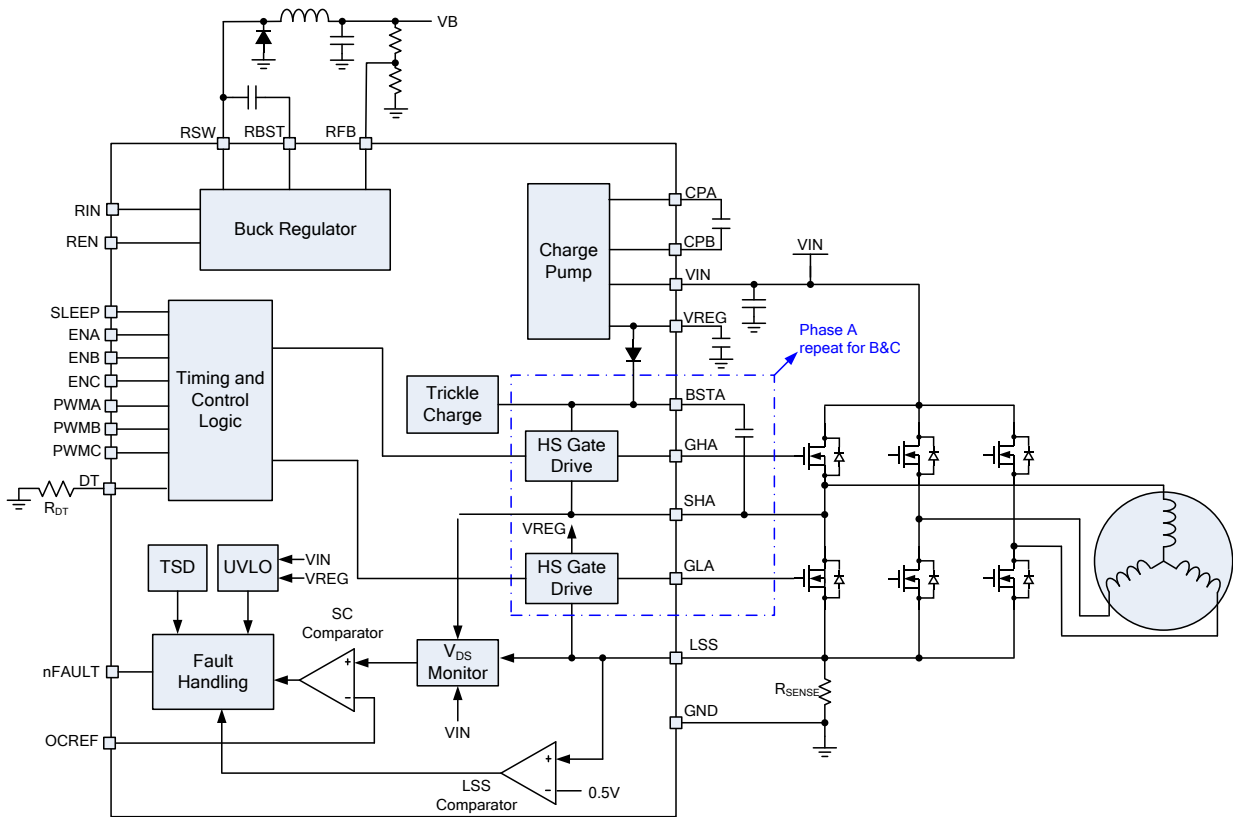 VB
RSW
RBST
RFB
Buck Regulator
RIN
REN
Charge
Pump
CPA
CPB
VIN
VIN
VREG
Phase A
repeat for B&C
SLEEP
ENA
ENB
ENC
PWMA
PWMB
PWMC
DT
RDT
Timing and
Control
Logic
Trickle
Charge
BSTA
HS Gate
Drive
GHA
SHA
VREG
HS Gate
Drive
GLA
TSD
UVLO
VIN
VREG
SC
Comparator
+
−
Fault
Handling
VDS
Monitor
VIN
LSS
RSENSE
GND
nFAULT
OCREF
LSS
Comparator
+
−
0.5V